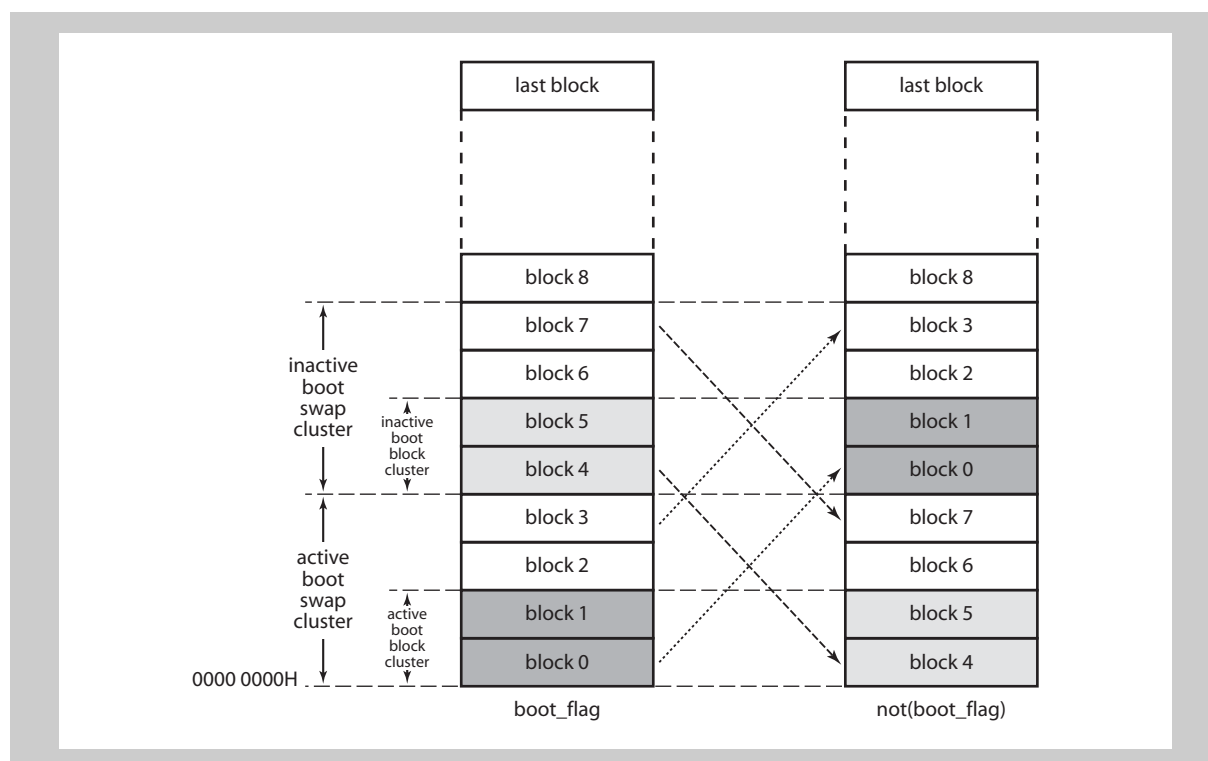 last block
last block
block 8
block 8
block 7
block 3
inactive
boot
swap
cluster
block 6
block 2
inactive
boot
block
cluster
block 5
block 1
block 4
block 0
block 3
block 7
active
boot
swap
cluster
block 2
block 6
active
boot
block
cluster
block 1
block 5
block 0
block 4
0000 0000H
boot_flag
not(boot_flag)